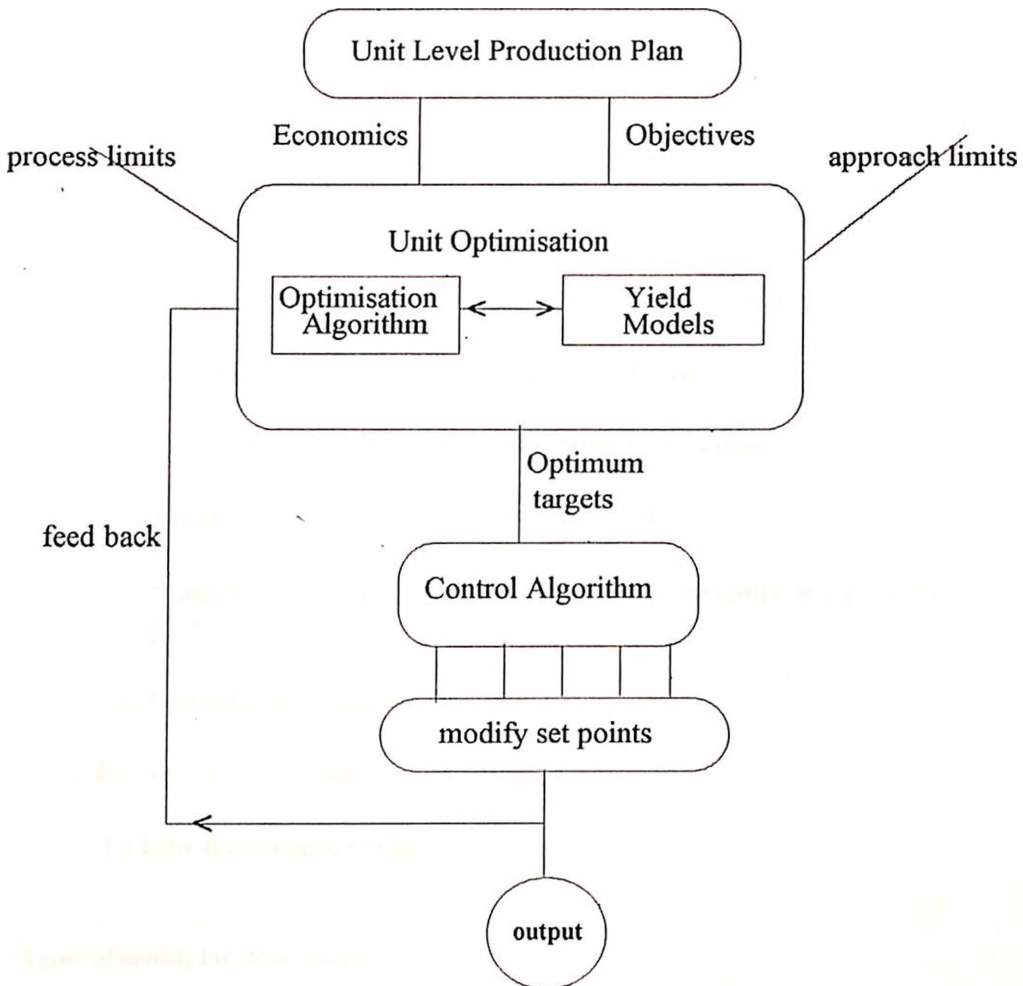 Unit Level Production Plan
Economics
Objectives
process limits
approach limits
Unit Optimisation
Optimisation
Algorithm
Yield
Models
Optimum
targets
feed back
Control Algorithm
modify set points
output